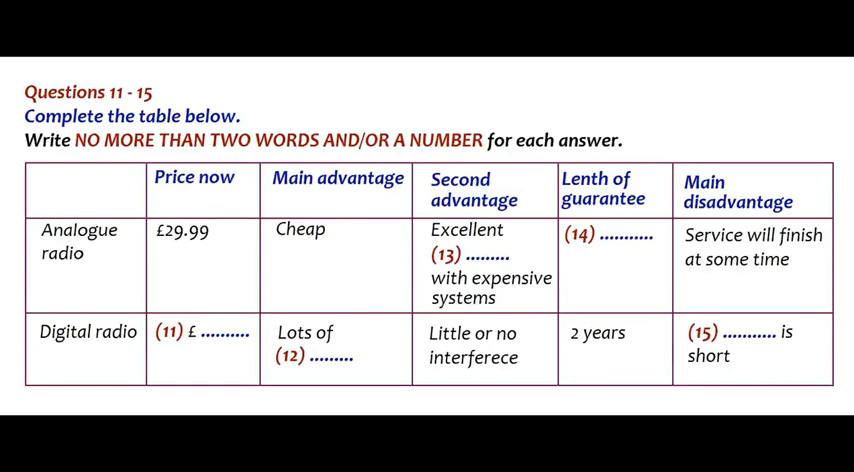 Questions 11 - 15
Complete the table below.
Write NO MORE THAN TWO WORDS AND/OR A NUMBER for each answer.
Price now
Main advantage
Second
advantage
Lenth of
guarantee
Main
disadvantage
Analogue
radio
£29.99
Cheap
Excellent
(13) .........
with expensive
systems
(14) ...........
Service will finish
at some time
Digital radio
(11) £ ..........
Lots of
(12) .........
Little or no
interferece
2 years
(15) ........... is
short